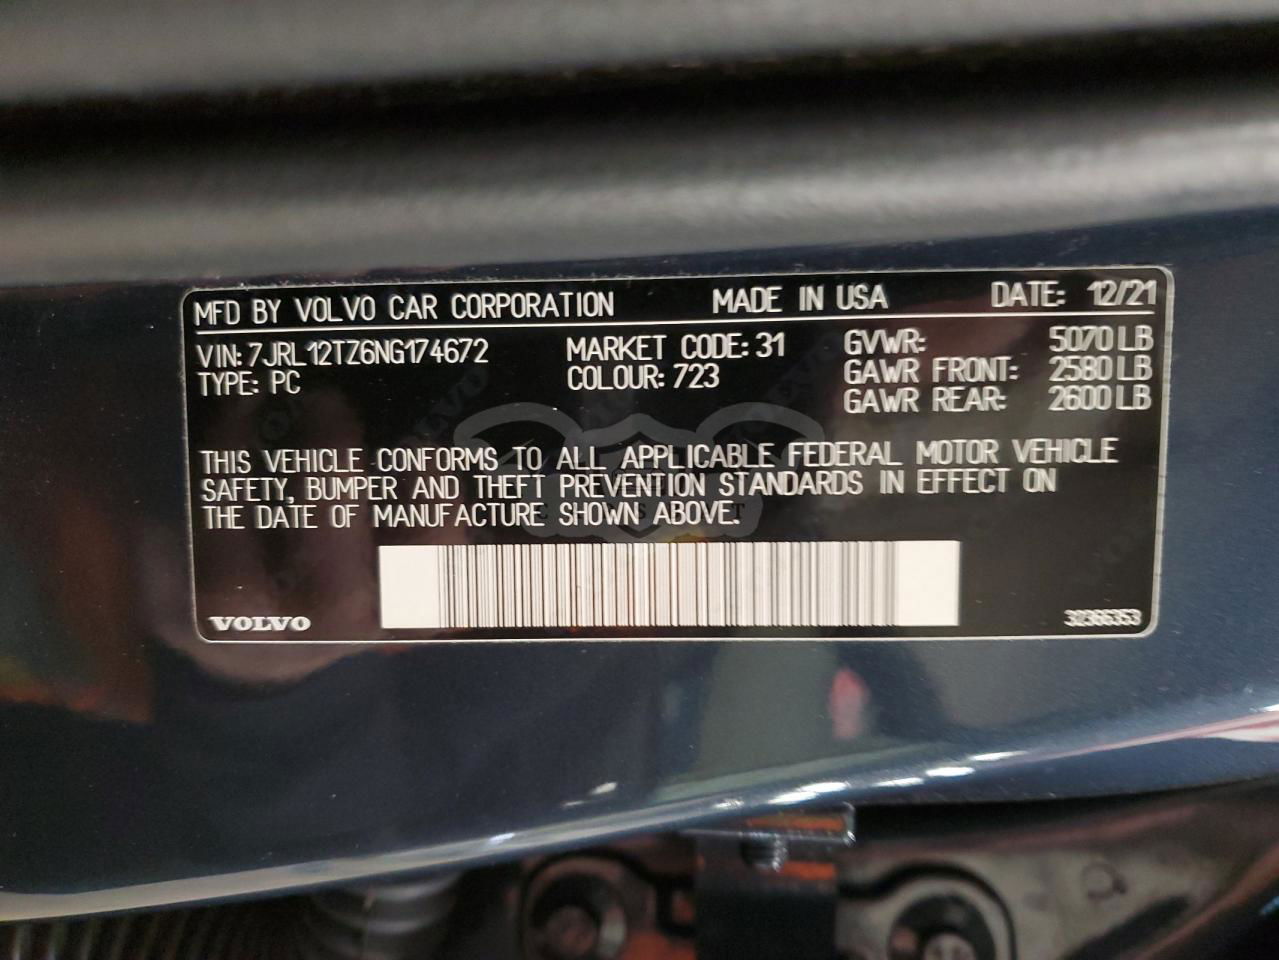 MFD BY VOLVO CAR CORPORATION MADE IN USA DATE: 12/21
VIN: 7JRL12TZ6NG174672 MARKET CODE: 31 GVWR: 5070 LB
TYPE: PC COLOUR: 723 GAWR FRONT: 2580 LB
GAWR REAR: 2600 LB
THIS VEHICLE CONFORMS TO ALL APPLICABLE FEDERAL MOTOR VEHICLE
SAFETY, BUMPER AND THEFT PREVENTION STANDARDS IN EFFECT ON
THE DATE OF MANUFACTURE SHOWN ABOVE.
VOLVO 32366353